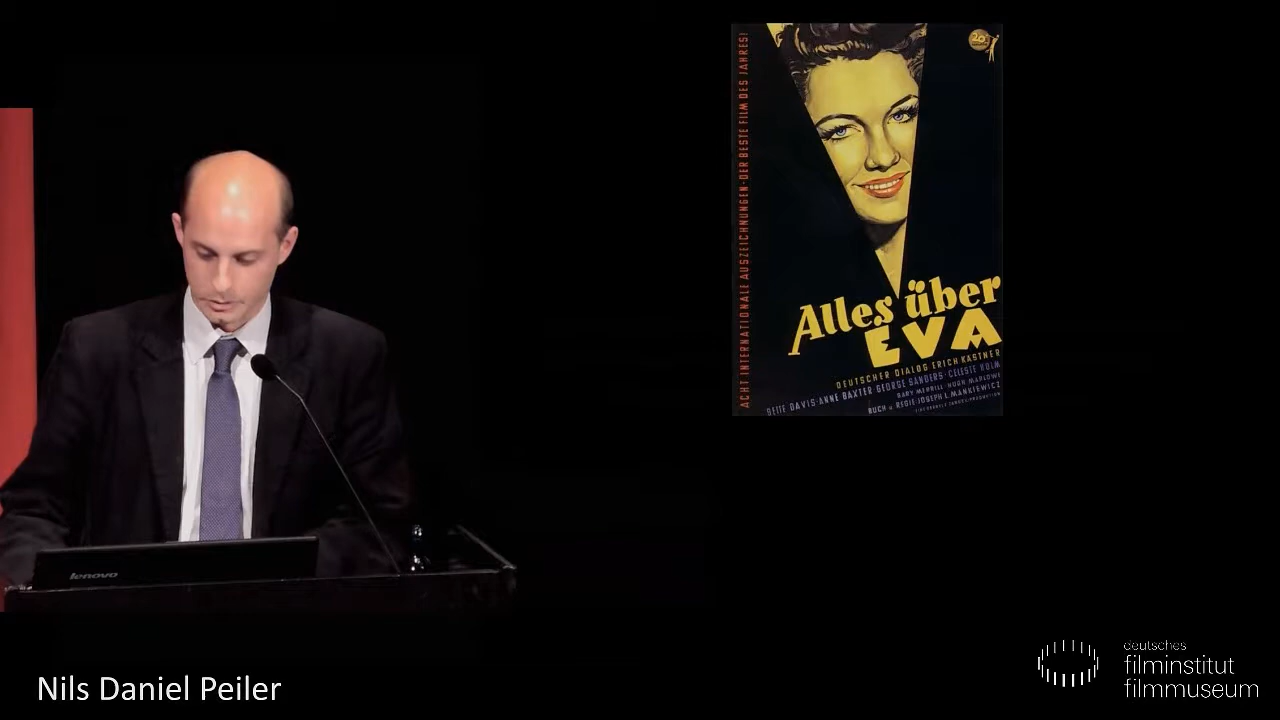 ACHT INTERNATIONALE AUSZEICHNUNGEN · DER BESTE FILM DES JAHRES!
20
Alles über
EVA
DEUTSCHER DIALOG ERICH KÄSTNER
BETTE DAVIS · ANNE BAXTER · GEORGE SANDERS · CELESTE HOLM
GARY MERRILL · HUGH MARLOWE
BUCH u. REGIE JOSEPH L. MANKIEWICZ
lenovo
Nils Daniel Peiler
deutsches
filminstitut
filmmuseum